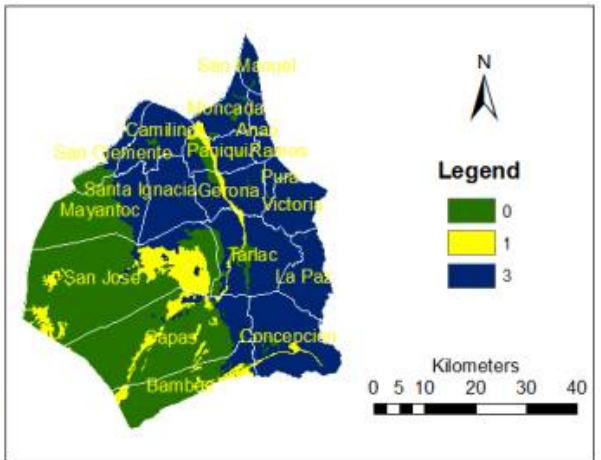 San Manuel
Moncada
Camiling Anao
San Clemente Paniqui Ramos
Pura
Santa Ignacia Gerona
Mayantoc Victoria
Tarlac
San Jose La Paz
Capas Concepcion
Bamban
N
Legend
0
1
3
Kilometers
0 5 10 20 30 40